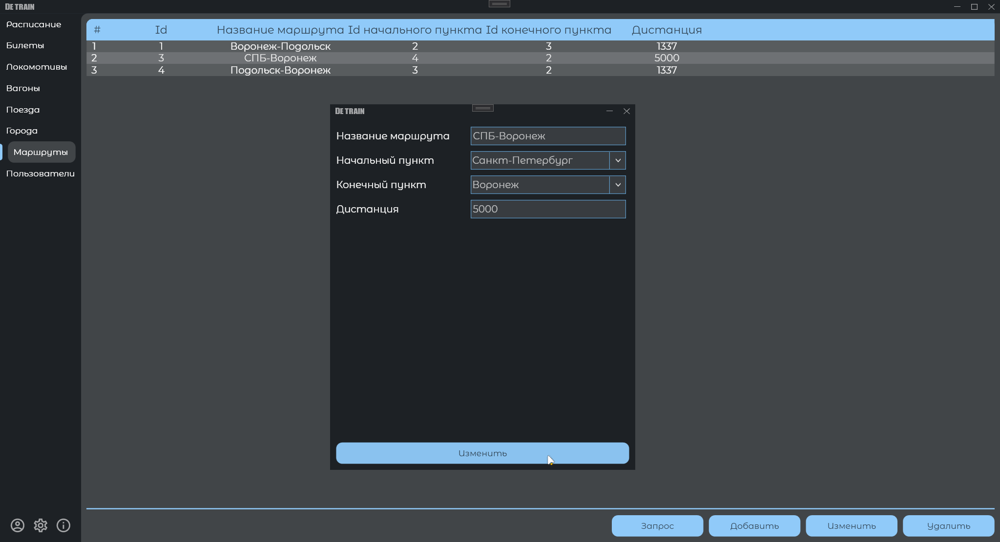 DE TRAIN
Расписание
Билеты
Локомотивы
Вагоны
Поезда
Города
Маршруты
Пользователи
# Id Название маршрута Id начального пункта Id конечного пункта Дистанция
1 1 Воронеж-Подольск 2 3 1337
2 3 СПБ-Воронеж 4 2 5000
3 4 Подольск-Воронеж 3 2 1337
DE TRAIN
Название маршрута СПБ-Воронеж
Начальный пункт Санкт-Петербург
Конечный пункт Воронеж
Дистанция 5000
Изменить
Запрос Добавить Изменить Удалить